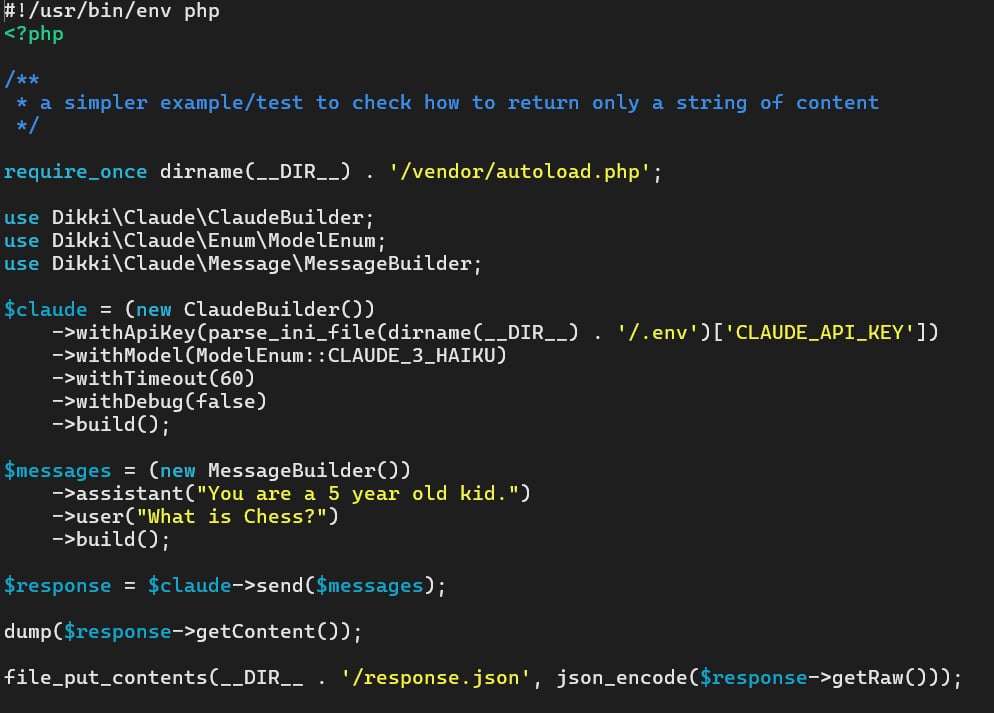 #!/usr/bin/env php
<?php
/**
 * a simpler example/test to check how to return only a string of content
 */
require_once dirname(__DIR__) . '/vendor/autoload.php';
use Dikki\Claude\ClaudeBuilder;
use Dikki\Claude\Enum\ModelEnum;
use Dikki\Claude\Message\MessageBuilder;
$claude = (new ClaudeBuilder())
    ->withApiKey(parse_ini_file(dirname(__DIR__) . '/.env')['CLAUDE_API_KEY'])
    ->withModel(ModelEnum::CLAUDE_3_HAIKU)
    ->withTimeout(60)
    ->withDebug(false)
    ->build();
$messages = (new MessageBuilder())
    ->assistant("You are a 5 year old kid.")
    ->user("What is Chess?")
    ->build();
$response = $claude->send($messages);
dump($response->getContent());
file_put_contents(__DIR__ . '/response.json', json_encode($response->getRaw()));